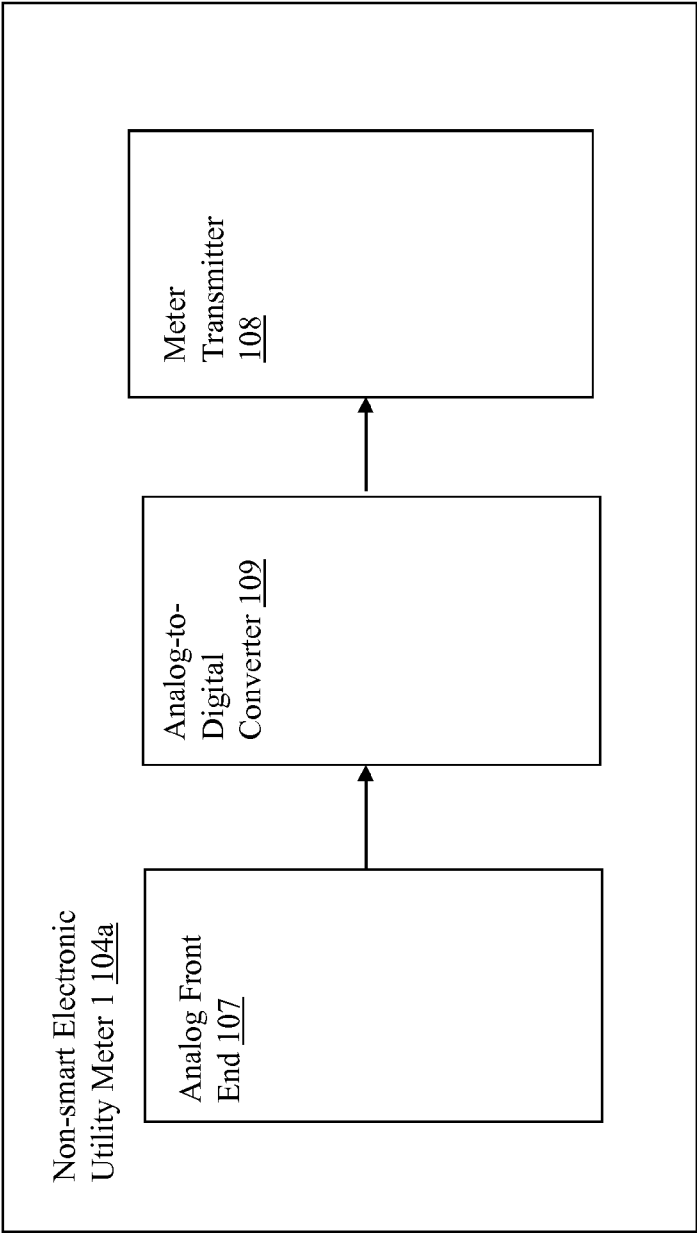 Non-smart Electronic
Utility Meter 1 104a
Analog Front
End 107
Analog-to-
Digital
Converter 109
Meter
Transmitter
108